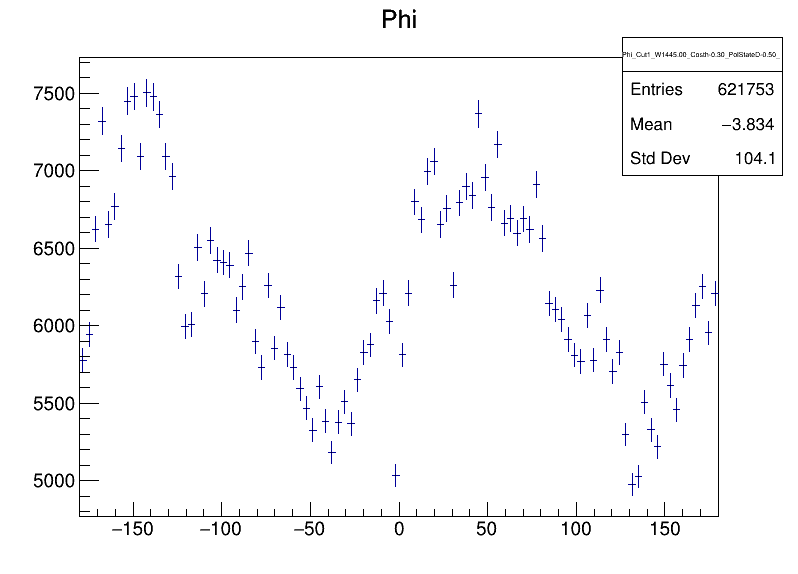 Phi
Phi_Cut1_W1445.00_Costh-0.30_PolStateD-0.50_
Entries 621753
Mean −3.834
Std Dev 104.1
7500
7000
6500
6000
5500
5000
−150 −100 −50 0 50 100 150